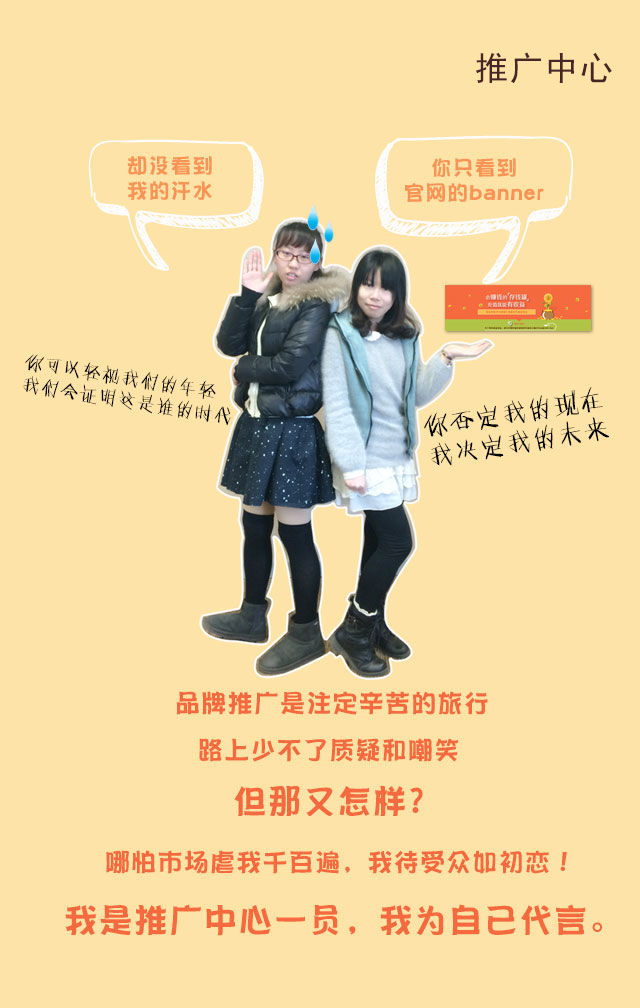 推广中心
却没看到
我的汗水
你只看到
官网的banner
你可以轻视我们的年轻
我们会证明这是谁的时代
你否定我的现在
我决定我的未来
品牌推广是注定辛苦的旅行
路上少不了质疑和嘲笑
但那又怎样？
哪怕市场虐我千百遍，我待受众如初恋！
我是推广中心一员，我为自己代言。